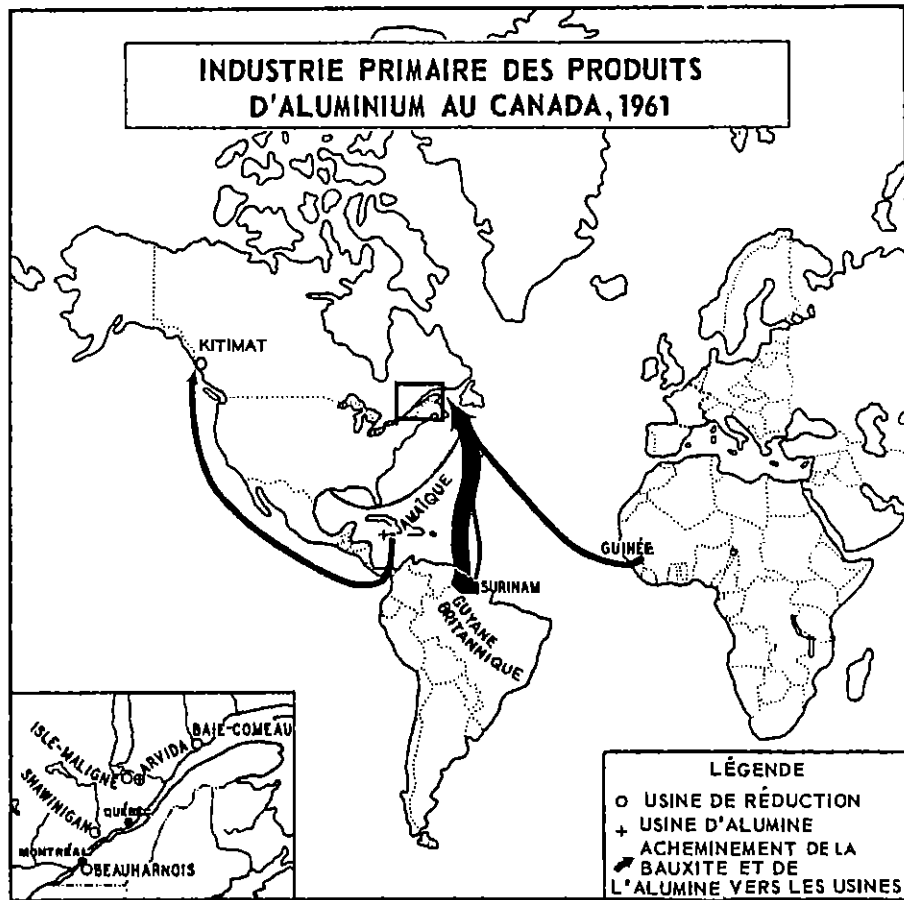 INDUSTRIE PRIMAIRE DES PRODUITS
D'ALUMINIUM AU CANADA, 1961
KITIMAT
JAMAÏQUE
GUINÉE
SURINAM
GUYANE
BRITANNIQUE
BAIE-COMEAU
ISLE-MALIGNE
ARVIDA
SHAWINIGAN
QUÉBEC
MONTRÉAL
BEAUHARNOIS
LÉGENDE
USINE DE RÉDUCTION
USINE D'ALUMINE
ACHEMINEMENT DE LA
BAUXITE ET DE
L'ALUMINE VERS LES USINES